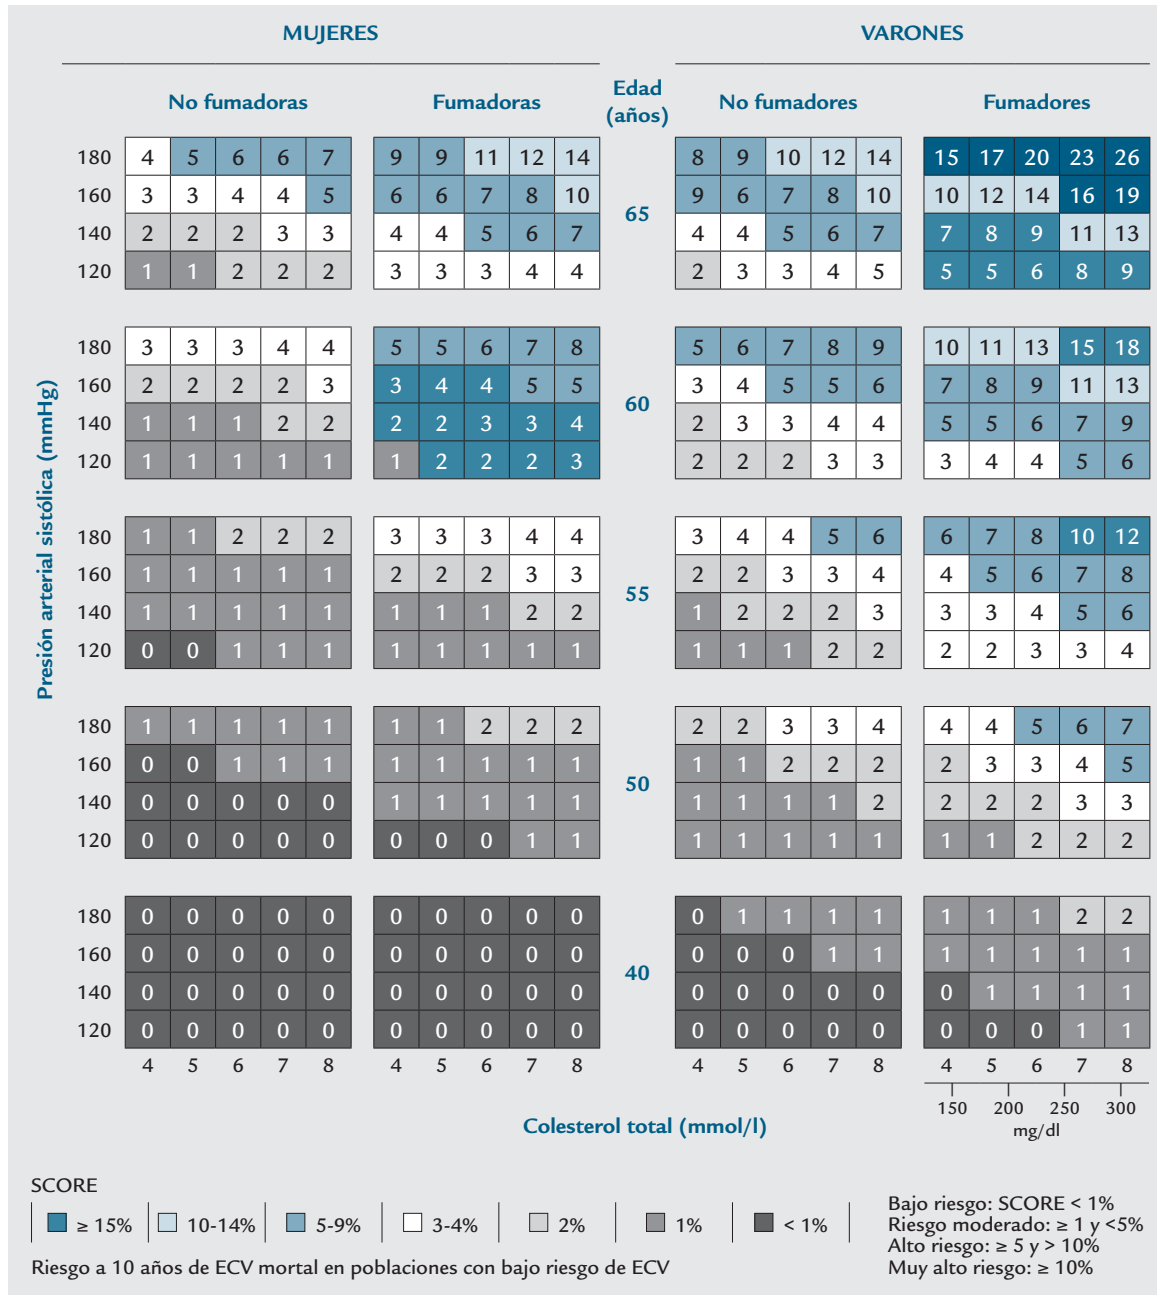 MUJERES VARONES
No fumadoras Fumadoras Edad (años) No fumadores Fumadores
Presión arterial sistólica (mmHg)
180 4 5 6 6 7 9 9 11 12 14 8 9 10 12 14 15 17 20 23 26
160 3 3 4 4 5 6 6 7 8 10 9 6 7 8 10 10 12 14 16 19
65
140 2 2 2 3 3 4 4 5 6 7 4 4 5 6 7 7 8 9 11 13
120 1 1 2 2 2 3 3 3 4 4 2 3 3 4 5 5 5 6 8 9
180 3 3 3 4 4 5 5 6 7 8 5 6 7 8 9 10 11 13 15 18
160 2 2 2 2 3 3 4 4 5 5 3 4 5 5 6 7 8 9 11 13
60
140 1 1 1 2 2 2 2 3 3 4 2 3 3 4 4 5 5 6 7 9
120 1 1 1 1 1 1 2 2 2 3 2 2 2 3 3 3 4 4 5 6
180 1 1 2 2 2 3 3 3 4 4 3 4 4 5 6 6 7 8 10 12
160 1 1 1 1 1 2 2 2 3 3 2 2 3 3 4 4 5 6 7 8
55
140 1 1 1 1 1 1 1 1 2 2 1 2 2 2 3 3 3 4 5 6
120 0 0 1 1 1 1 1 1 1 1 1 1 1 2 2 2 2 3 3 4
180 1 1 1 1 1 1 1 2 2 2 2 2 3 3 4 4 4 5 6 7
160 0 0 1 1 1 1 1 1 1 1 1 1 2 2 2 2 3 3 4 5
50
140 0 0 0 0 0 1 1 1 1 1 1 1 1 1 2 2 2 2 3 3
120 0 0 0 0 0 0 0 0 1 1 1 1 1 1 1 1 1 2 2 2
180 0 0 0 0 0 0 0 0 0 0 0 1 1 1 1 1 1 1 2 2
160 0 0 0 0 0 0 0 0 0 0 0 0 0 1 1 1 1 1 1 1
40
140 0 0 0 0 0 0 0 0 0 0 0 0 0 0 0 0 1 1 1 1
120 0 0 0 0 0 0 0 0 0 0 0 0 0 0 0 0 0 0 1 1
4 5 6 7 8 4 5 6 7 8 4 5 6 7 8 4 5 6 7 8
150 200 250 300
mg/dl
Colesterol total (mmol/l)
SCORE
≥ 15% 10-14% 5-9% 3-4% 2% 1% < 1%
Riesgo a 10 años de ECV mortal en poblaciones con bajo riesgo de ECV
Bajo riesgo: SCORE < 1%
Riesgo moderado: ≥ 1 y <5%
Alto riesgo: ≥ 5 y > 10%
Muy alto riesgo: ≥ 10%